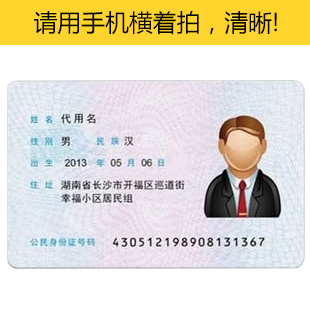 请用手机横着拍，清晰!
姓名 代用名
性别 男 民族 汉
出生 2013 年 05 月 06 日
住址 湖南省长沙市开福区巡道街
幸福小区居民组
公民身份证号码 430512198908131367